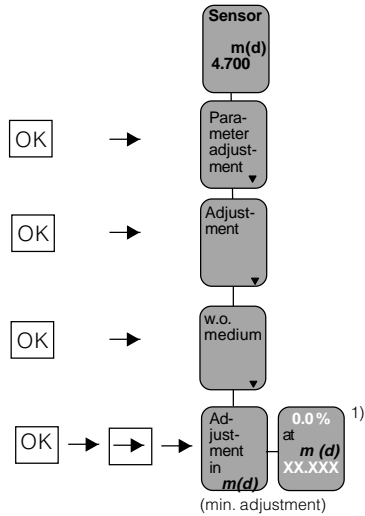 Sensor
m(d)
4.700
OK
Para-
meter
adjust-
ment
OK
Adjust-
ment
OK
w.o.
medium
OK
Ad-
just-
ment
in
m(d)
0.0 %
at
m (d)
XX.XXX
1)
(min. adjustment)